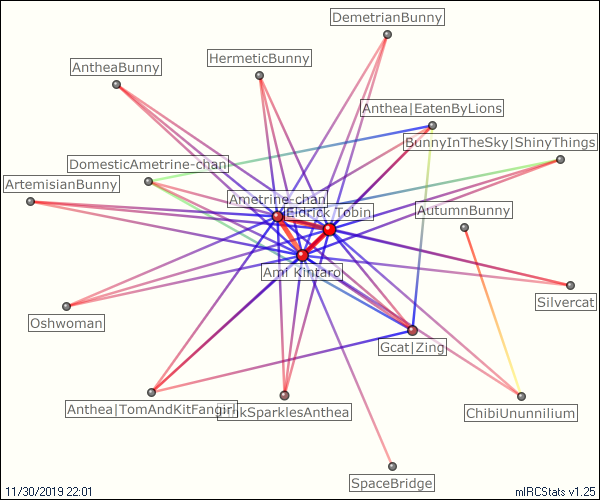 DemetrianBunny
HermeticBunny
AntheaBunny
Anthea|EatenByLions
BunnyInTheSky|ShinyThings
DomesticAmetrine-chan
ArtemisianBunny
Ametrine-chan
AutumnBunny
Eldrick Tobin
Ami Kintaro
Silvercat
Oshwoman
Gcat|Zing
Anthea|TomAndKitFangirl
SparklesAnthea
ChibiUnunnilium
SpaceBridge
11/30/2019 22:01
mIRCStats v1.25